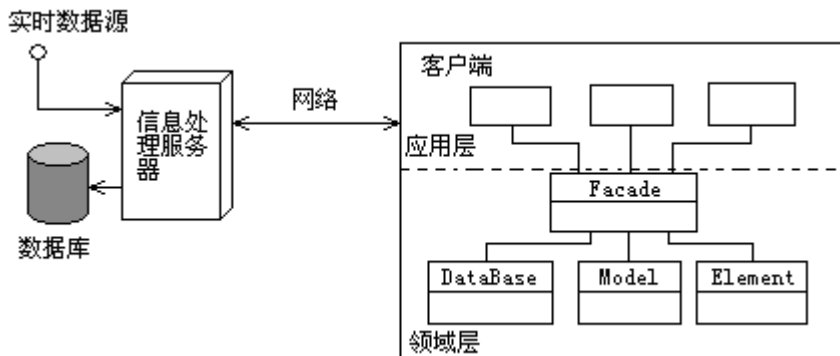 实时数据源
信息处
理服务
器
数据库
网络
客户端
应用层
Facade
DataBase
Model
Element
领域层